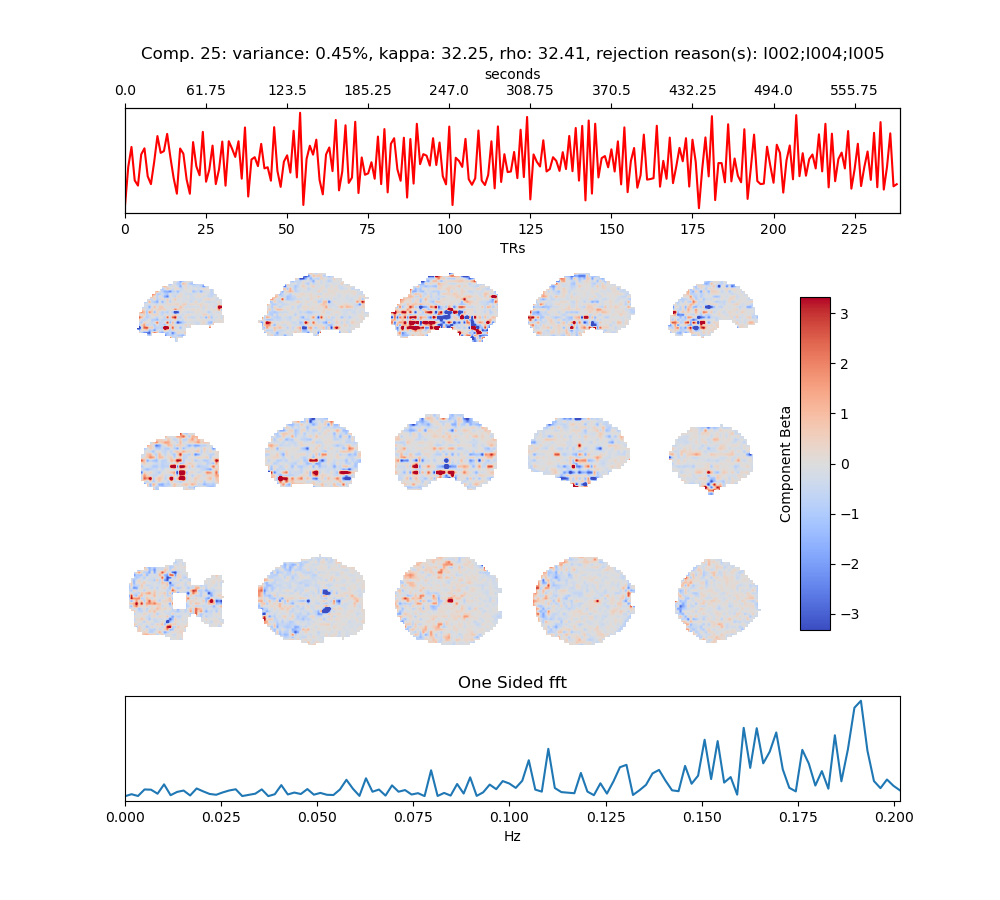 Comp. 25: variance: 0.45%, kappa: 32.25, rho: 32.41, rejection reason(s): I002;I004;I005
seconds
0.0 61.75 123.5 185.25 247.0 308.75 370.5 432.25 494.0 555.75
0 25 50 75 100 125 150 175 200 225
TRs
3
2
1
0
−1
−2
−3
Component Beta
One Sided fft
0.000 0.025 0.050 0.075 0.100 0.125 0.150 0.175 0.200
Hz